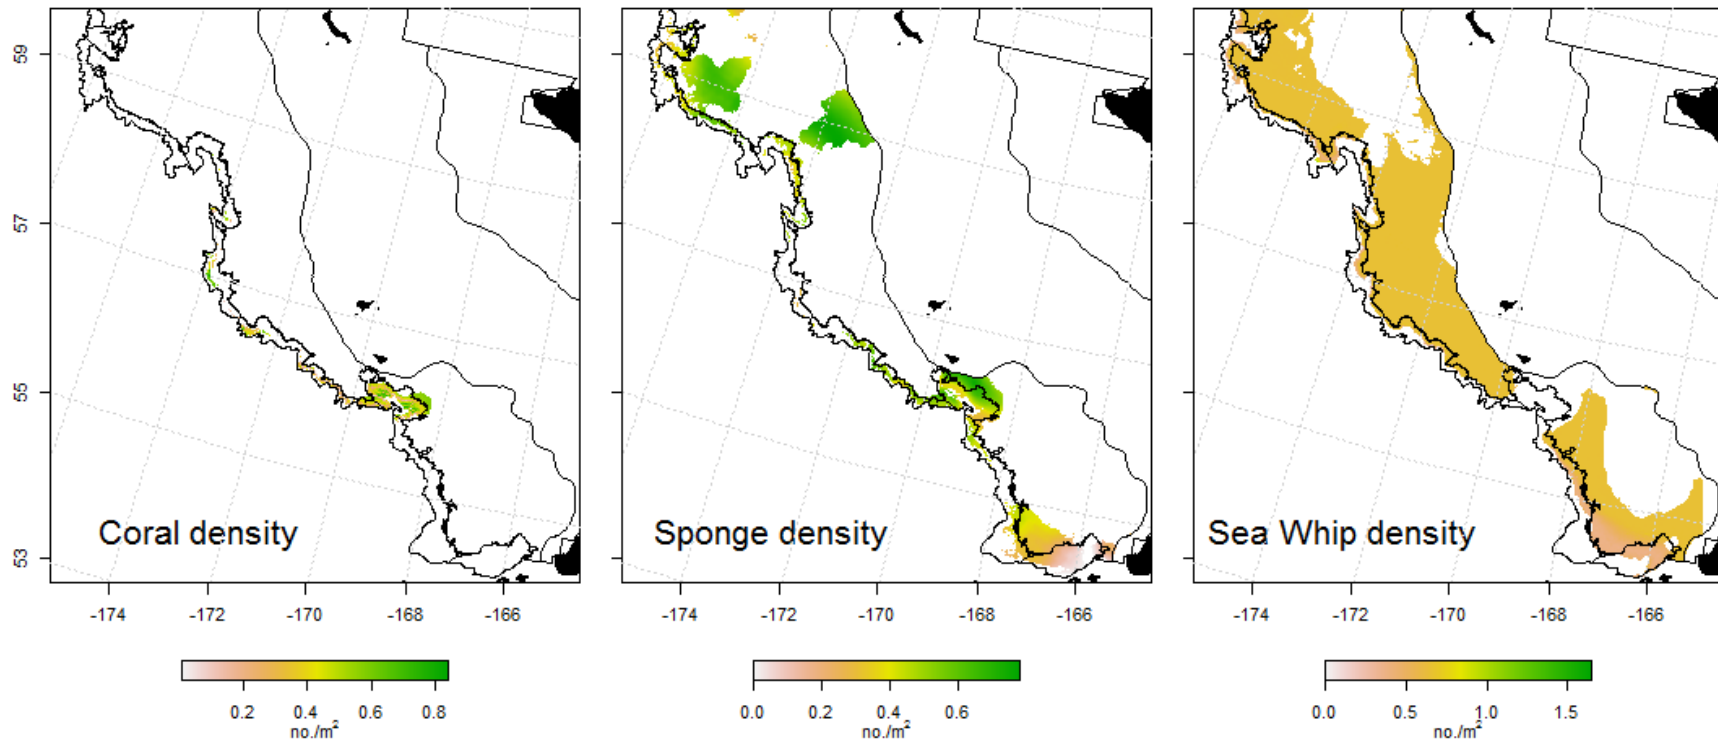 59
57
55
53
Coral density
Sponge density
Sea Whip density
-174 -172 -170 -168 -166
-174 -172 -170 -168 -166
-174 -172 -170 -168 -166
0.2 0.4 0.6 0.8
no./m²
0.0 0.2 0.4 0.6
no./m²
0.0 0.5 1.0 1.5
no./m²